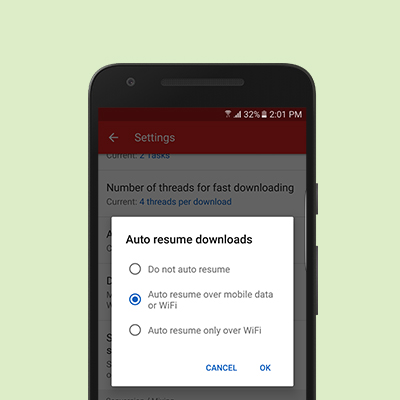 32% 2:01 PM
Settings
Current: 2 Tasks
Number of threads for fast downloading
Current: 4 threads per download
Auto resume downloads
Do not auto resume
Auto resume over mobile data
or WiFi
Auto resume only over WiFi
CANCEL OK